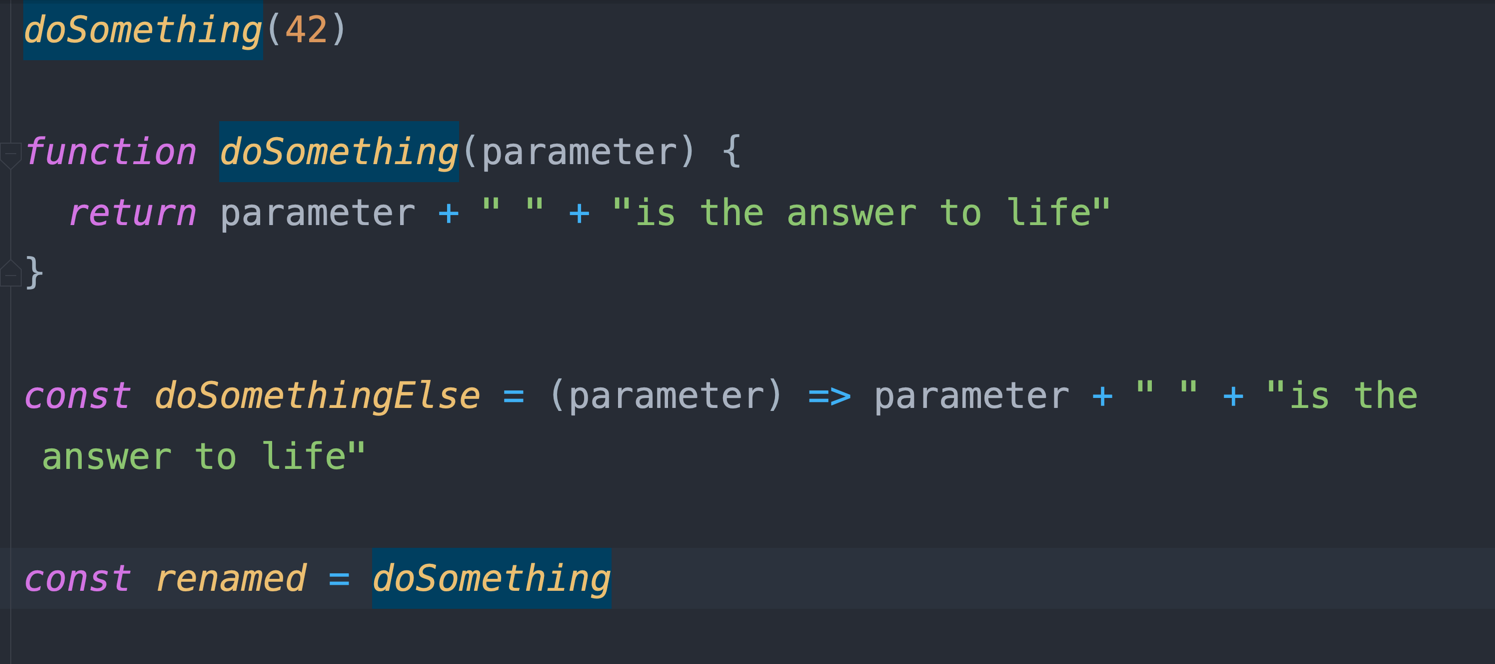 doSomething(42)
function doSomething(parameter) {
  return parameter + " " + "is the answer to life"
}
const doSomethingElse = (parameter) => parameter + " " + "is the
answer to life"
const renamed = doSomething